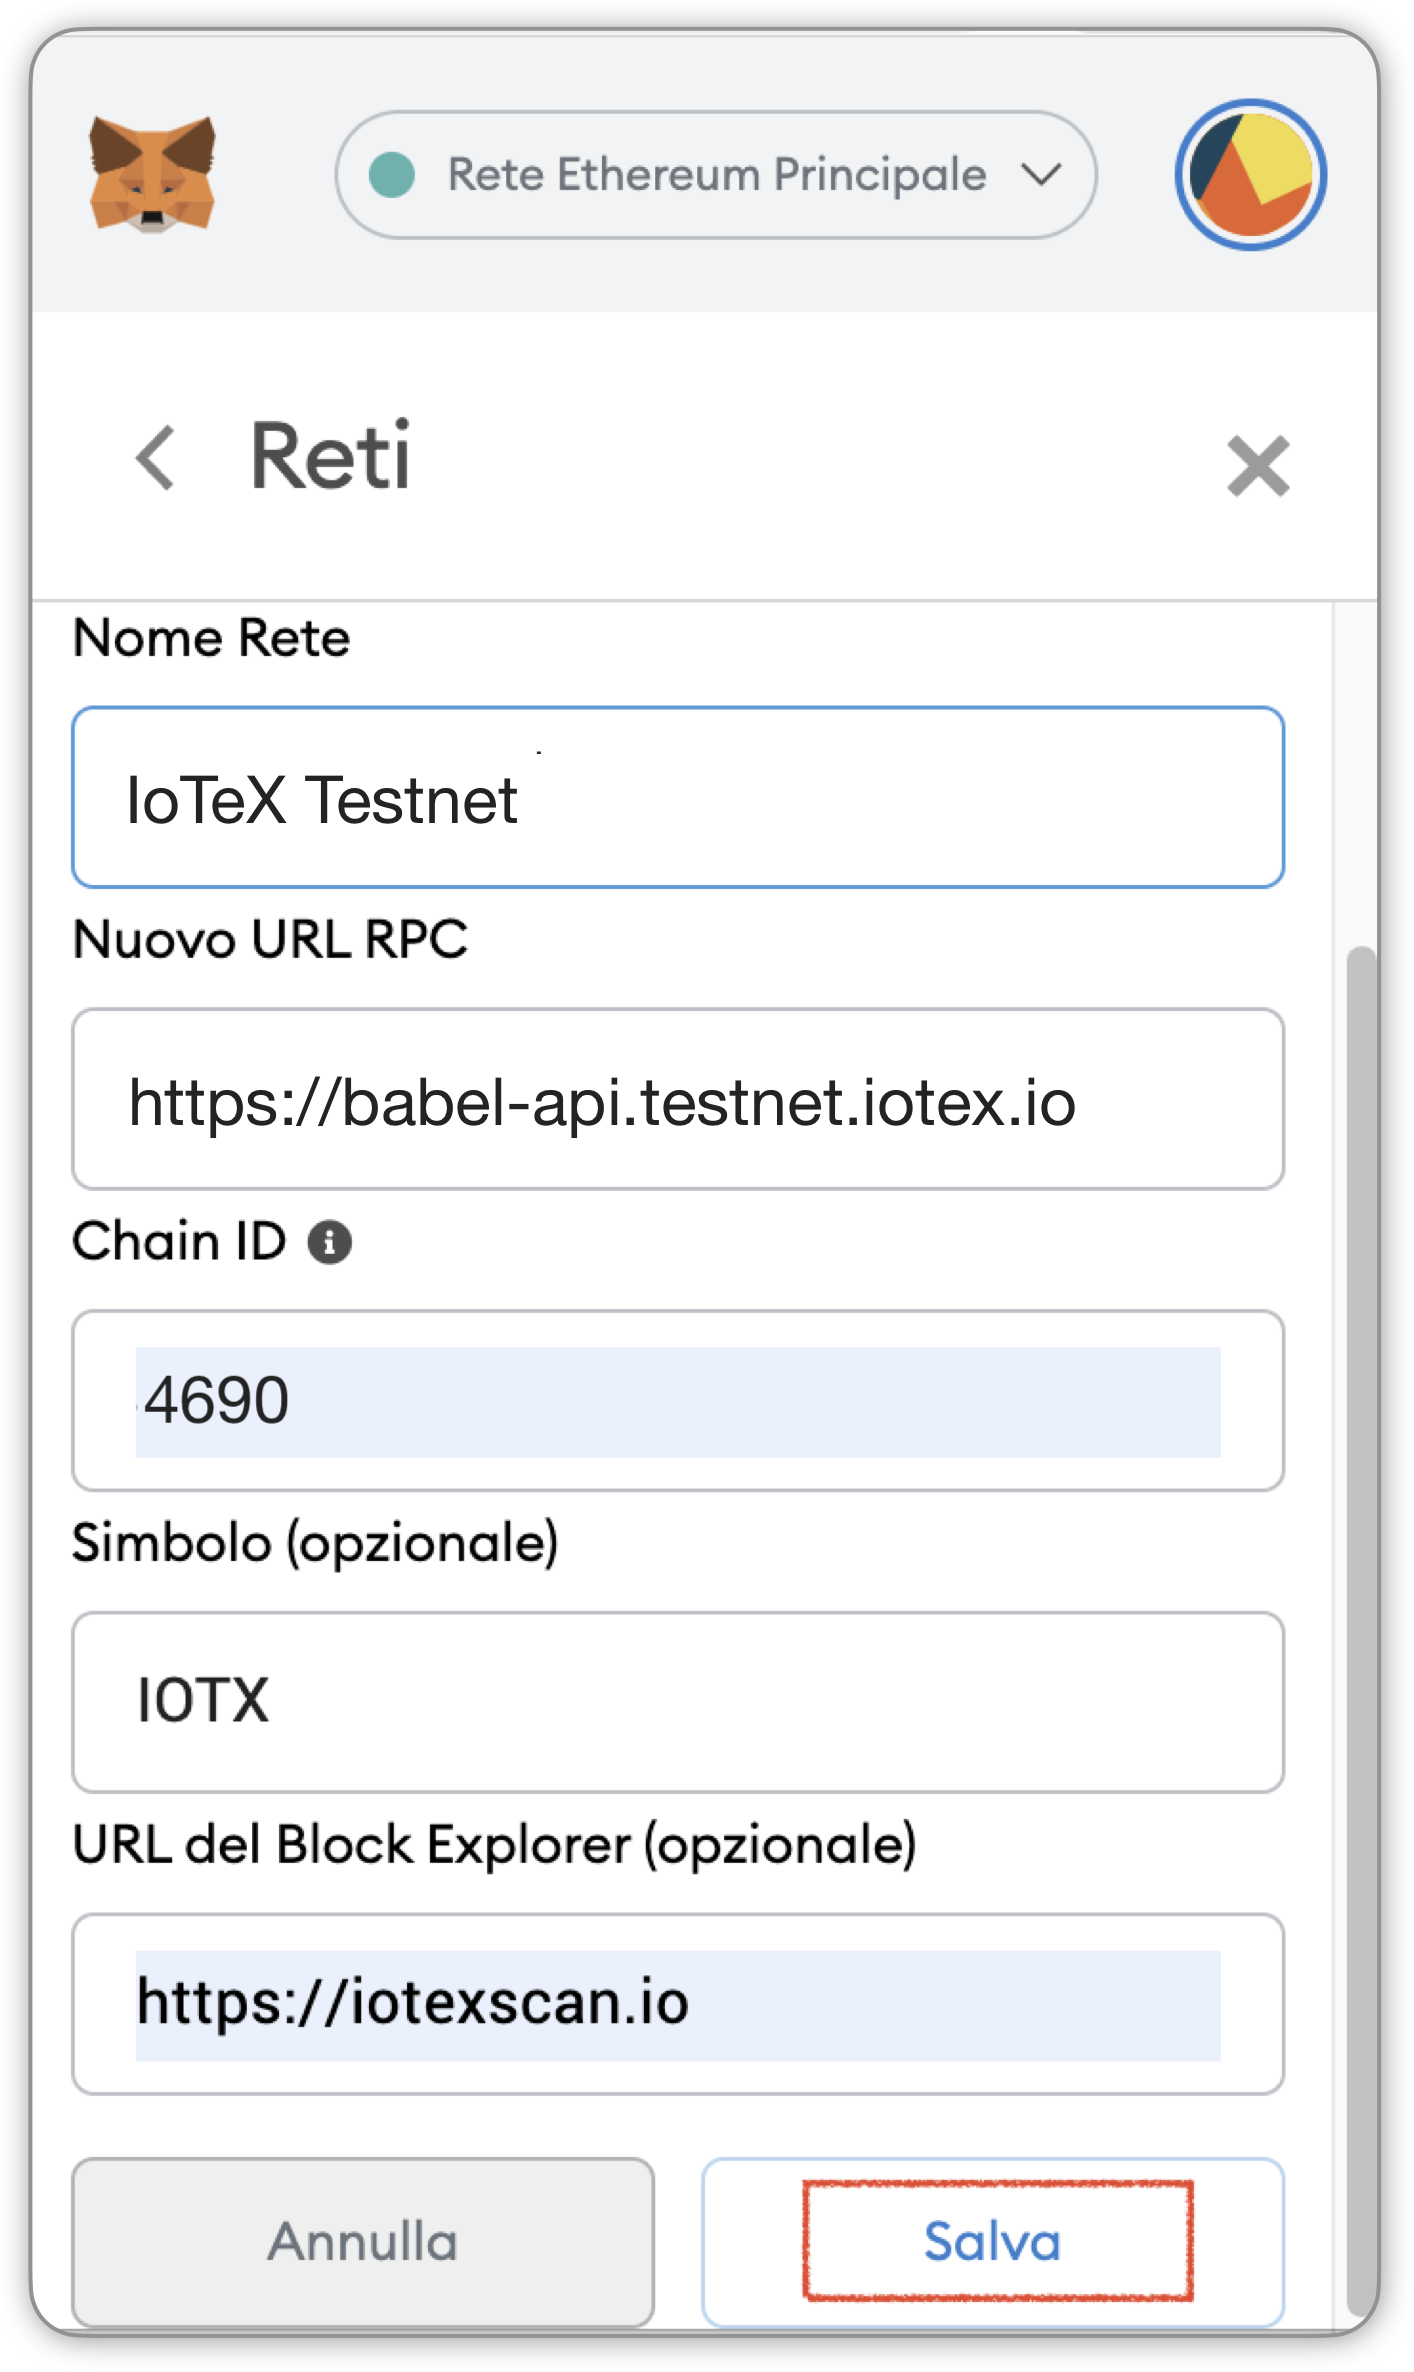 Rete Ethereum Principale
Reti
Nome Rete
IoTeX Testnet
Nuovo URL RPC
https://babel-api.testnet.iotex.io
Chain ID
4690
Simbolo (opzionale)
IOTX
URL del Block Explorer (opzionale)
https://iotexscan.io
Annulla
Salva